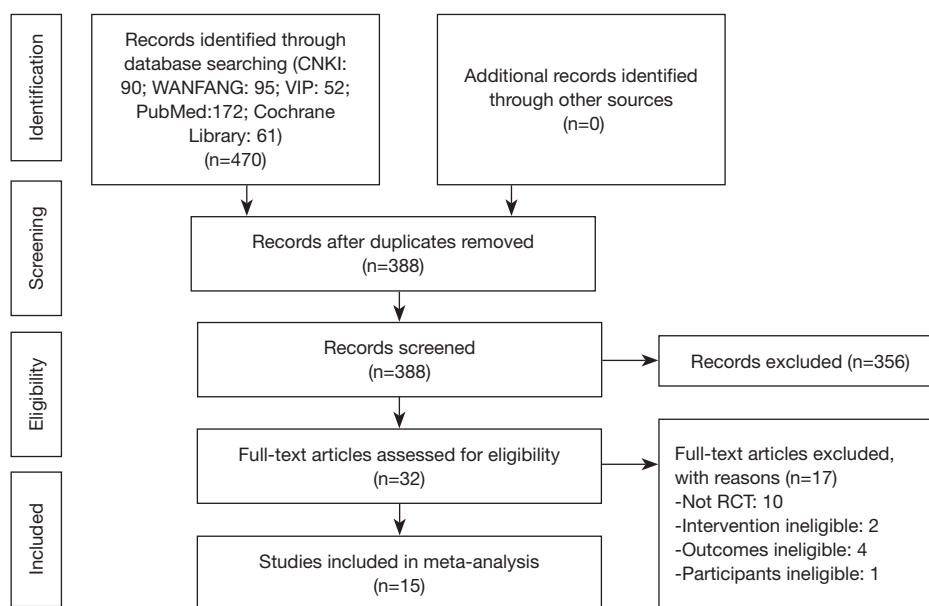 Identification
Records identified through
database searching (CNKI:
90; WANFANG: 95; VIP: 52;
PubMed:172; Cochrane
Library: 61)
(n=470)
Additional records identified
through other sources
(n=0)
Screening
Records after duplicates removed
(n=388)
Eligibility
Records screened
(n=388)
Records excluded (n=356)
Full-text articles assessed for eligibility
(n=32)
Full-text articles excluded,
with reasons (n=17)
-Not RCT: 10
-Intervention ineligible: 2
-Outcomes ineligible: 4
-Participants ineligible: 1
Included
Studies included in meta-analysis
(n=15)